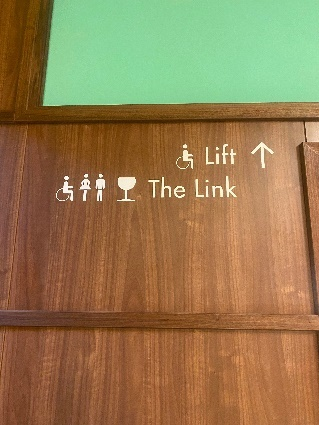 Lift ↑
The Link